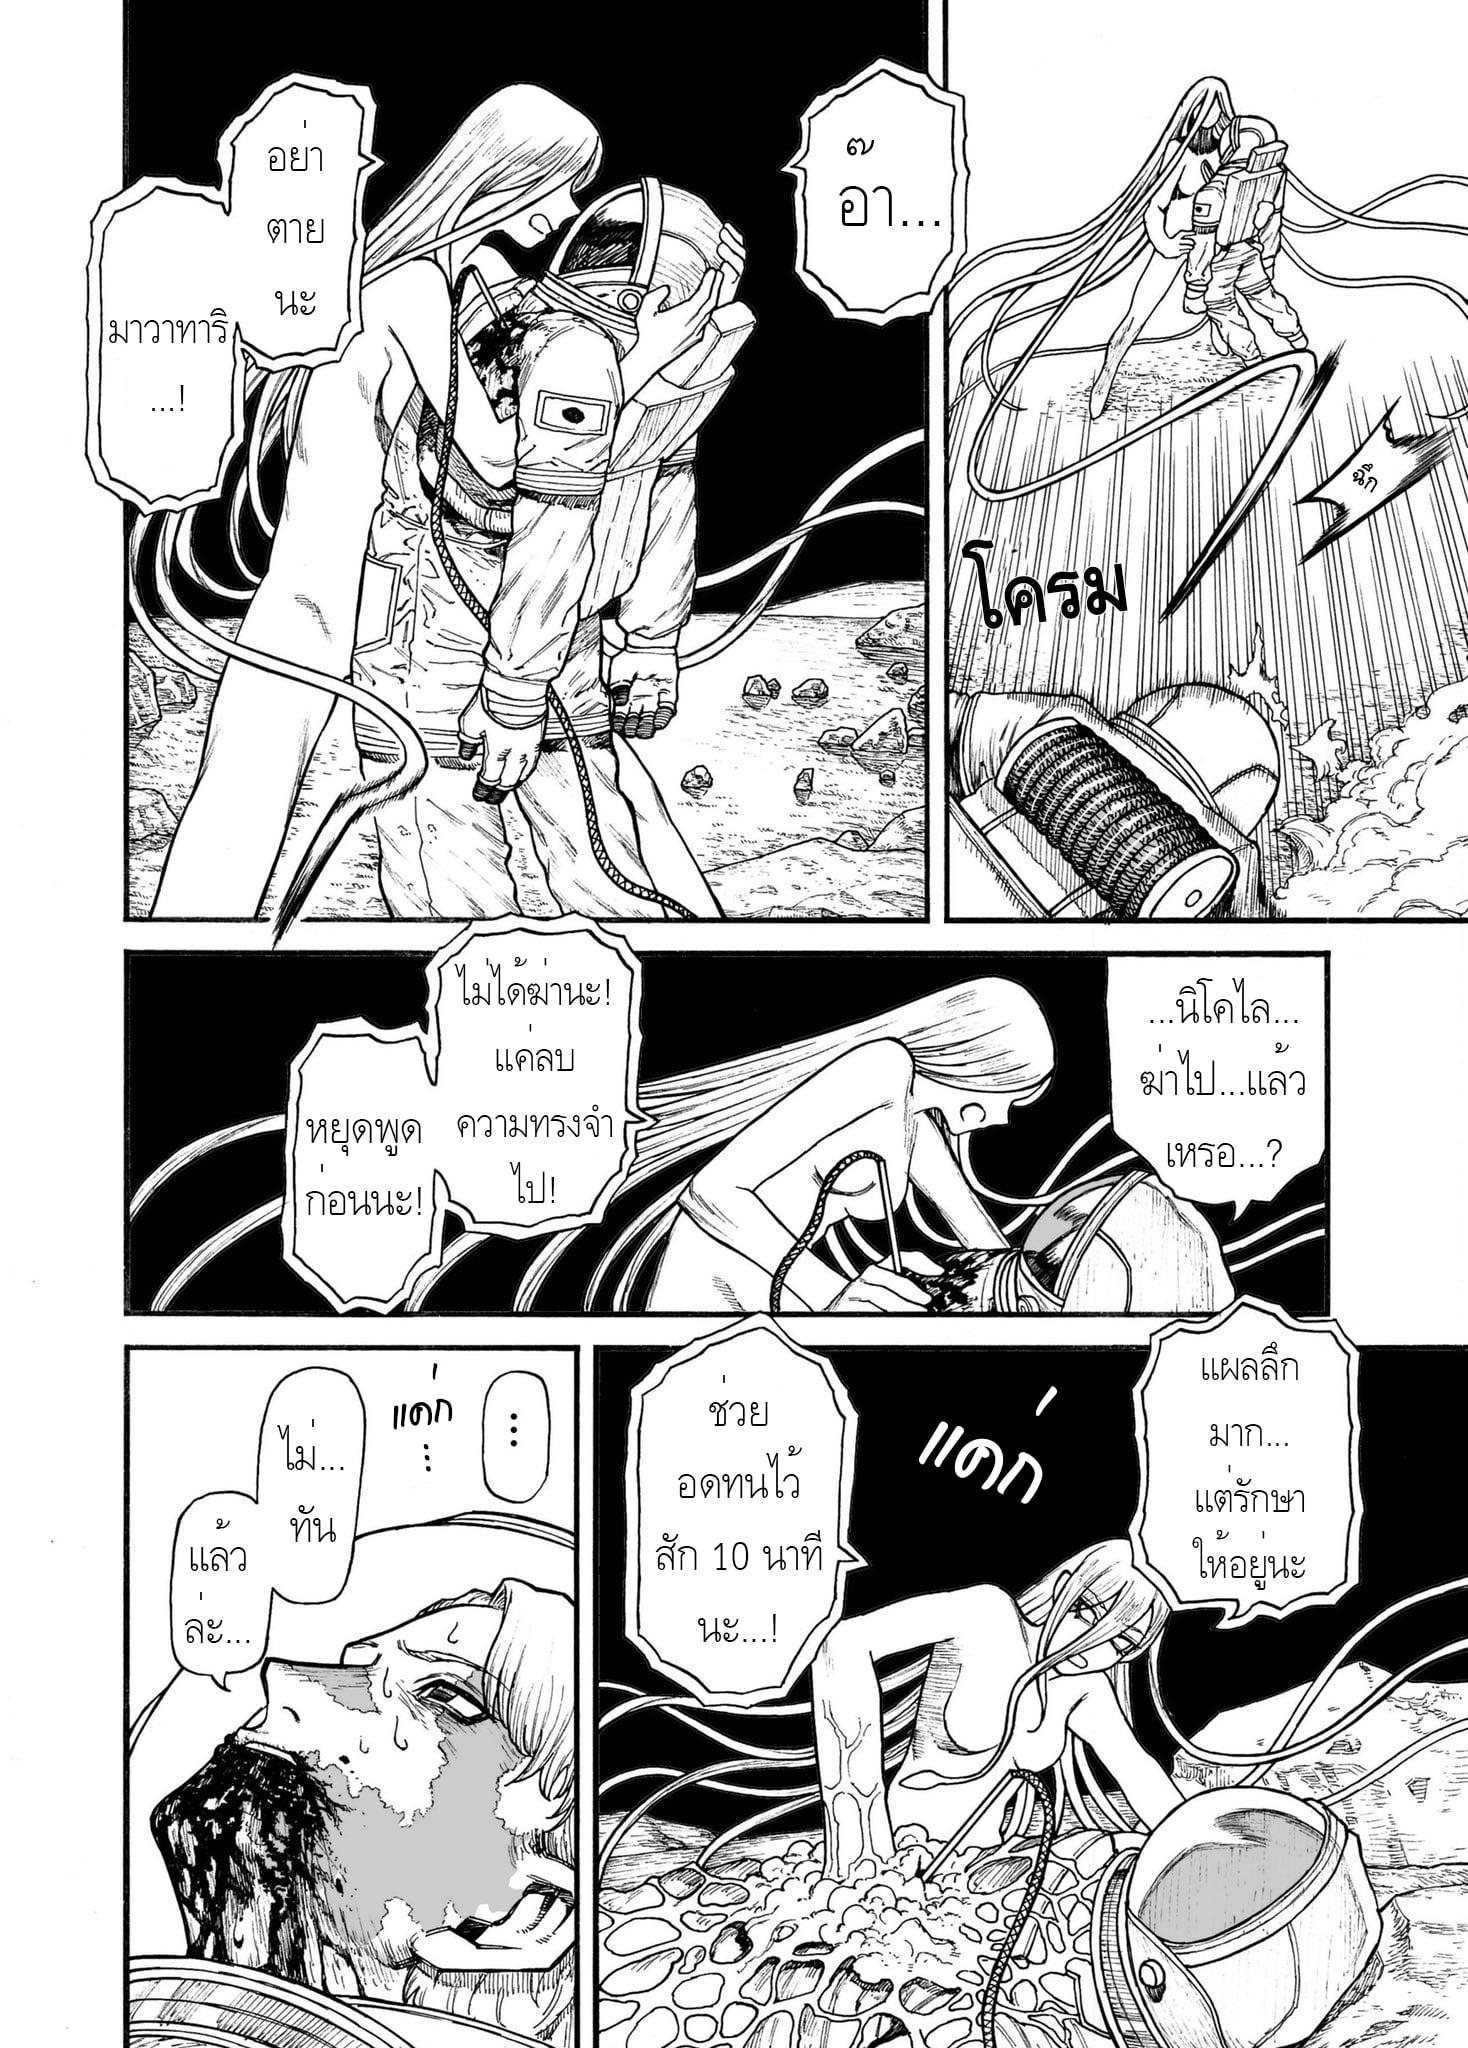 ฉึก
โครม
อ๊า...
อย่า
ตาย
นะ
มาวาทาริ
...!
...นิโคไล...
ฆ่าไป...แล้ว
เหรอ...?
ไม่ได้ฆ่านะ!
แค่ลบ
ความทรงจำ
ไป!
หยุดพูด
ก่อนนะ!
แผลลึก
มาก...
แต่รักษา
ให้อยู่นะ
แค่ก
ช่วย
อดทนไว้
สัก 10 นาที
นะ...!
...
แค่ก
...
ไม่...
ทัน
แล้ว
ล่ะ...